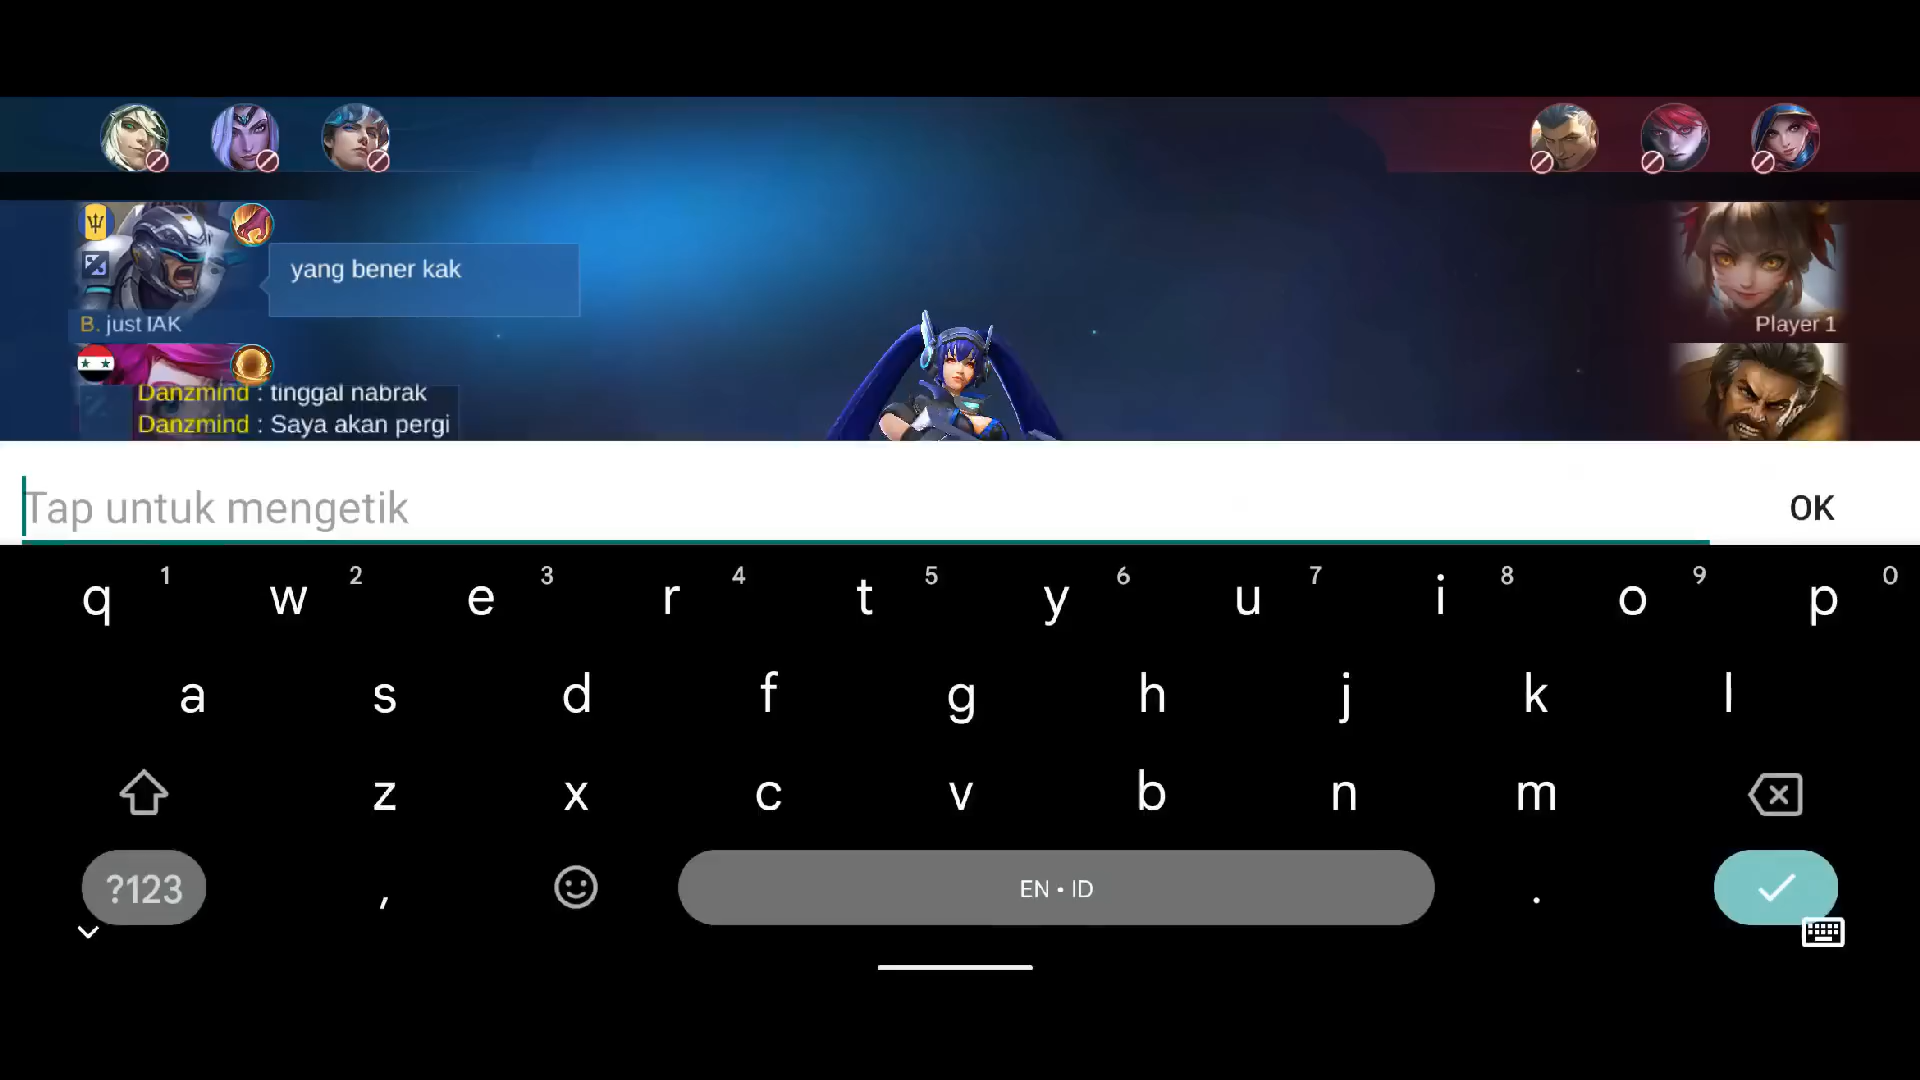 yang bener kak
B. just IAK
Player 1
Danzmind : tinggal nabrak
Danzmind : Saya akan pergi
Tap untuk mengetik
OK
q 1 w 2 e 3 r 4 t 5 y 6 u 7 i 8 o 9 p 0
a s d f g h j k l
z x c v b n m
?123 , EN • ID .